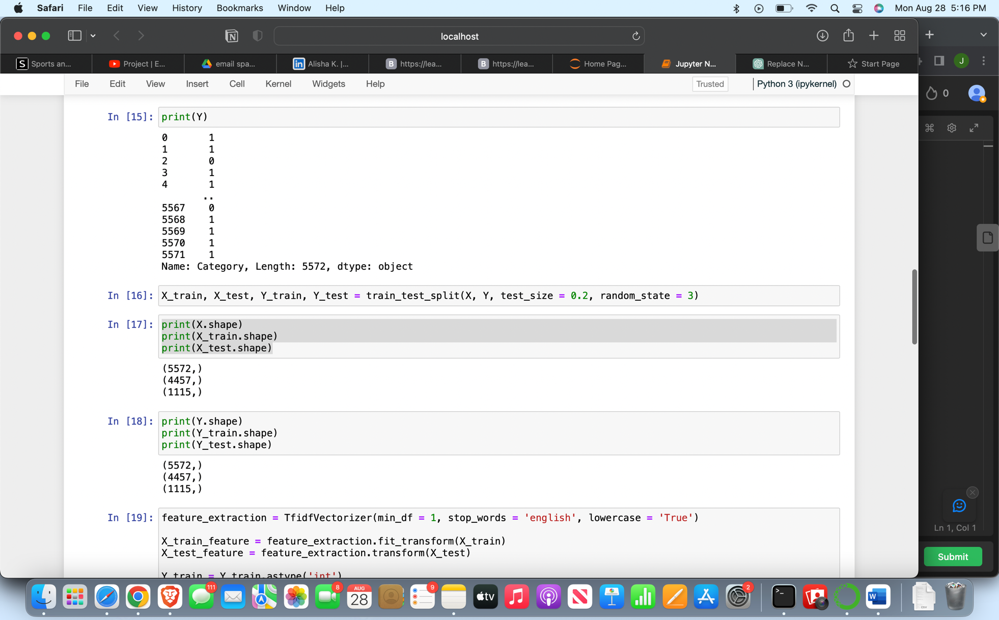 Safari File Edit View History Bookmarks Window Help Mon Aug 28 5:16 PM
localhost
S Sports an... Project | E... email spa... in Alisha K. |... B https://lea... B https://lea... Home Pag... Jupyter N... Replace N... Start Page J
File Edit View Insert Cell Kernel Widgets Help Trusted Python 3 (ipykernel) 0
In [15]: print(Y)
0 1
1 1
2 0
3 1
4 1
..
5567 0
5568 1
5569 1
5570 1
5571 1
Name: Category, Length: 5572, dtype: object
In [16]: X_train, X_test, Y_train, Y_test = train_test_split(X, Y, test_size = 0.2, random_state = 3)
In [17]: print(X.shape)
print(X_train.shape)
print(X_test.shape)
(5572,)
(4457,)
(1115,)
In [18]: print(Y.shape)
print(Y_train.shape)
print(Y_test.shape)
(5572,)
(4457,)
(1115,)
In [19]: feature_extraction = TfidfVectorizer(min_df = 1, stop_words = 'english', lowercase = 'True')
X_train_feature = feature_extraction.fit_transform(X_train)
X_test_feature = feature_extraction.transform(X_test)
Y_train = Y_train.astype('int')
Ln 1, Col 1
Submit
111 8 AUG 28 9 tv 2 >_ W CSV